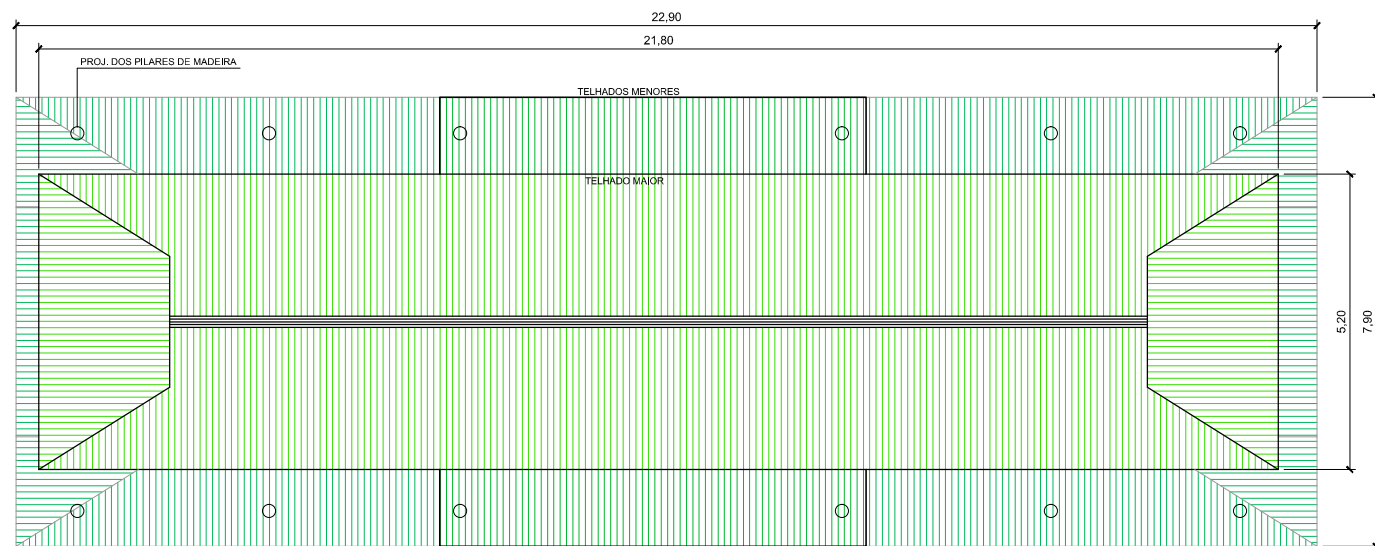 22,90
21,80
PROJ. DOS PILARES DE MADEIRA
TELHADOS MENORES
TELHADO MAIOR
5,20
7,90